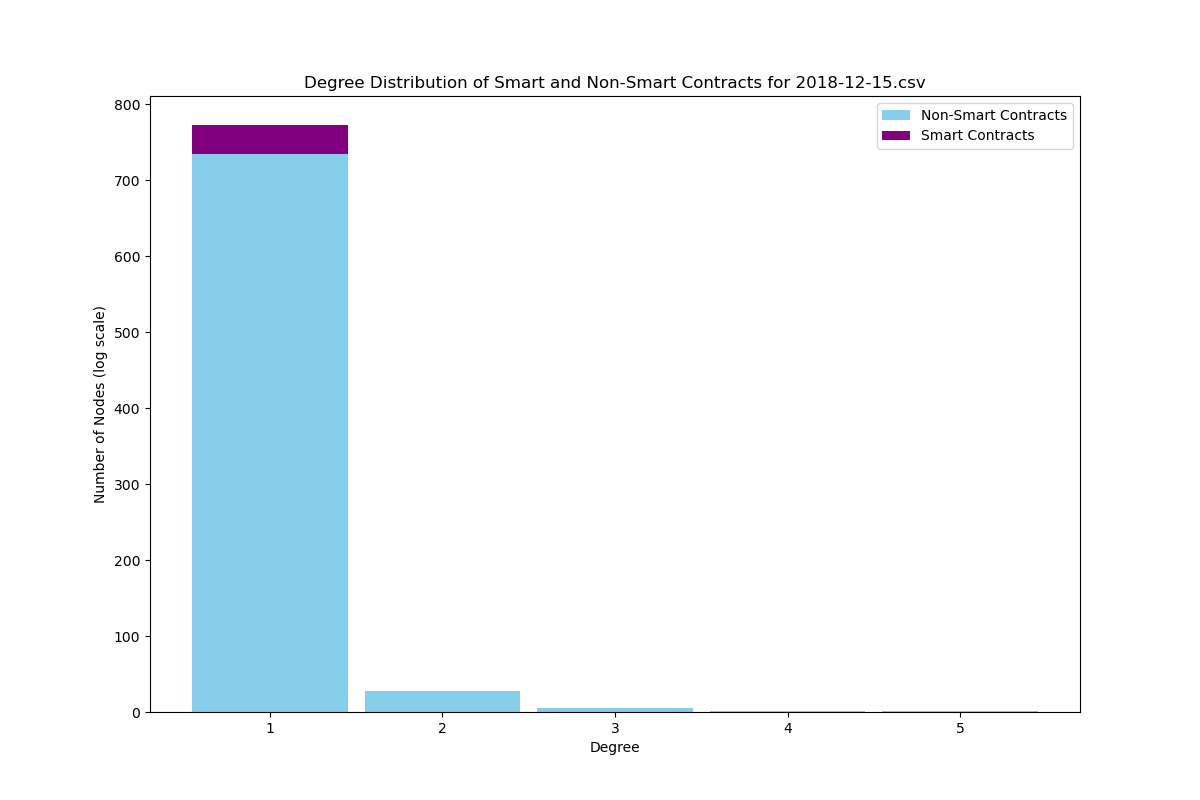 Degree Distribution of Smart and Non-Smart Contracts for 2018-12-15.csv
Non-Smart Contracts
Smart Contracts
800
700
600
500
400
300
200
100
0
Number of Nodes (log scale)
1 2 3 4 5
Degree